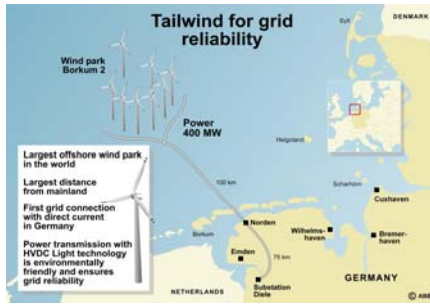 Tailwind for grid
reliability
DENMARK
Sylt
Wind park
Borkum 2
Power
400 MW
Helgoland
Largest offshore wind park
in the world
Largest distance
from mainland
First grid connection
with direct current
in Germany
Power transmission with
HVDC Light technology
is environmentally
friendly and ensures
grid reliability
100 km
Scharhörn
Cuxhaven
Norden
Borkum
Wilhelms-
haven
Bremer-
haven
Emden
75 km
Substation
Diele
NETHERLANDS
GERMANY
© ABB